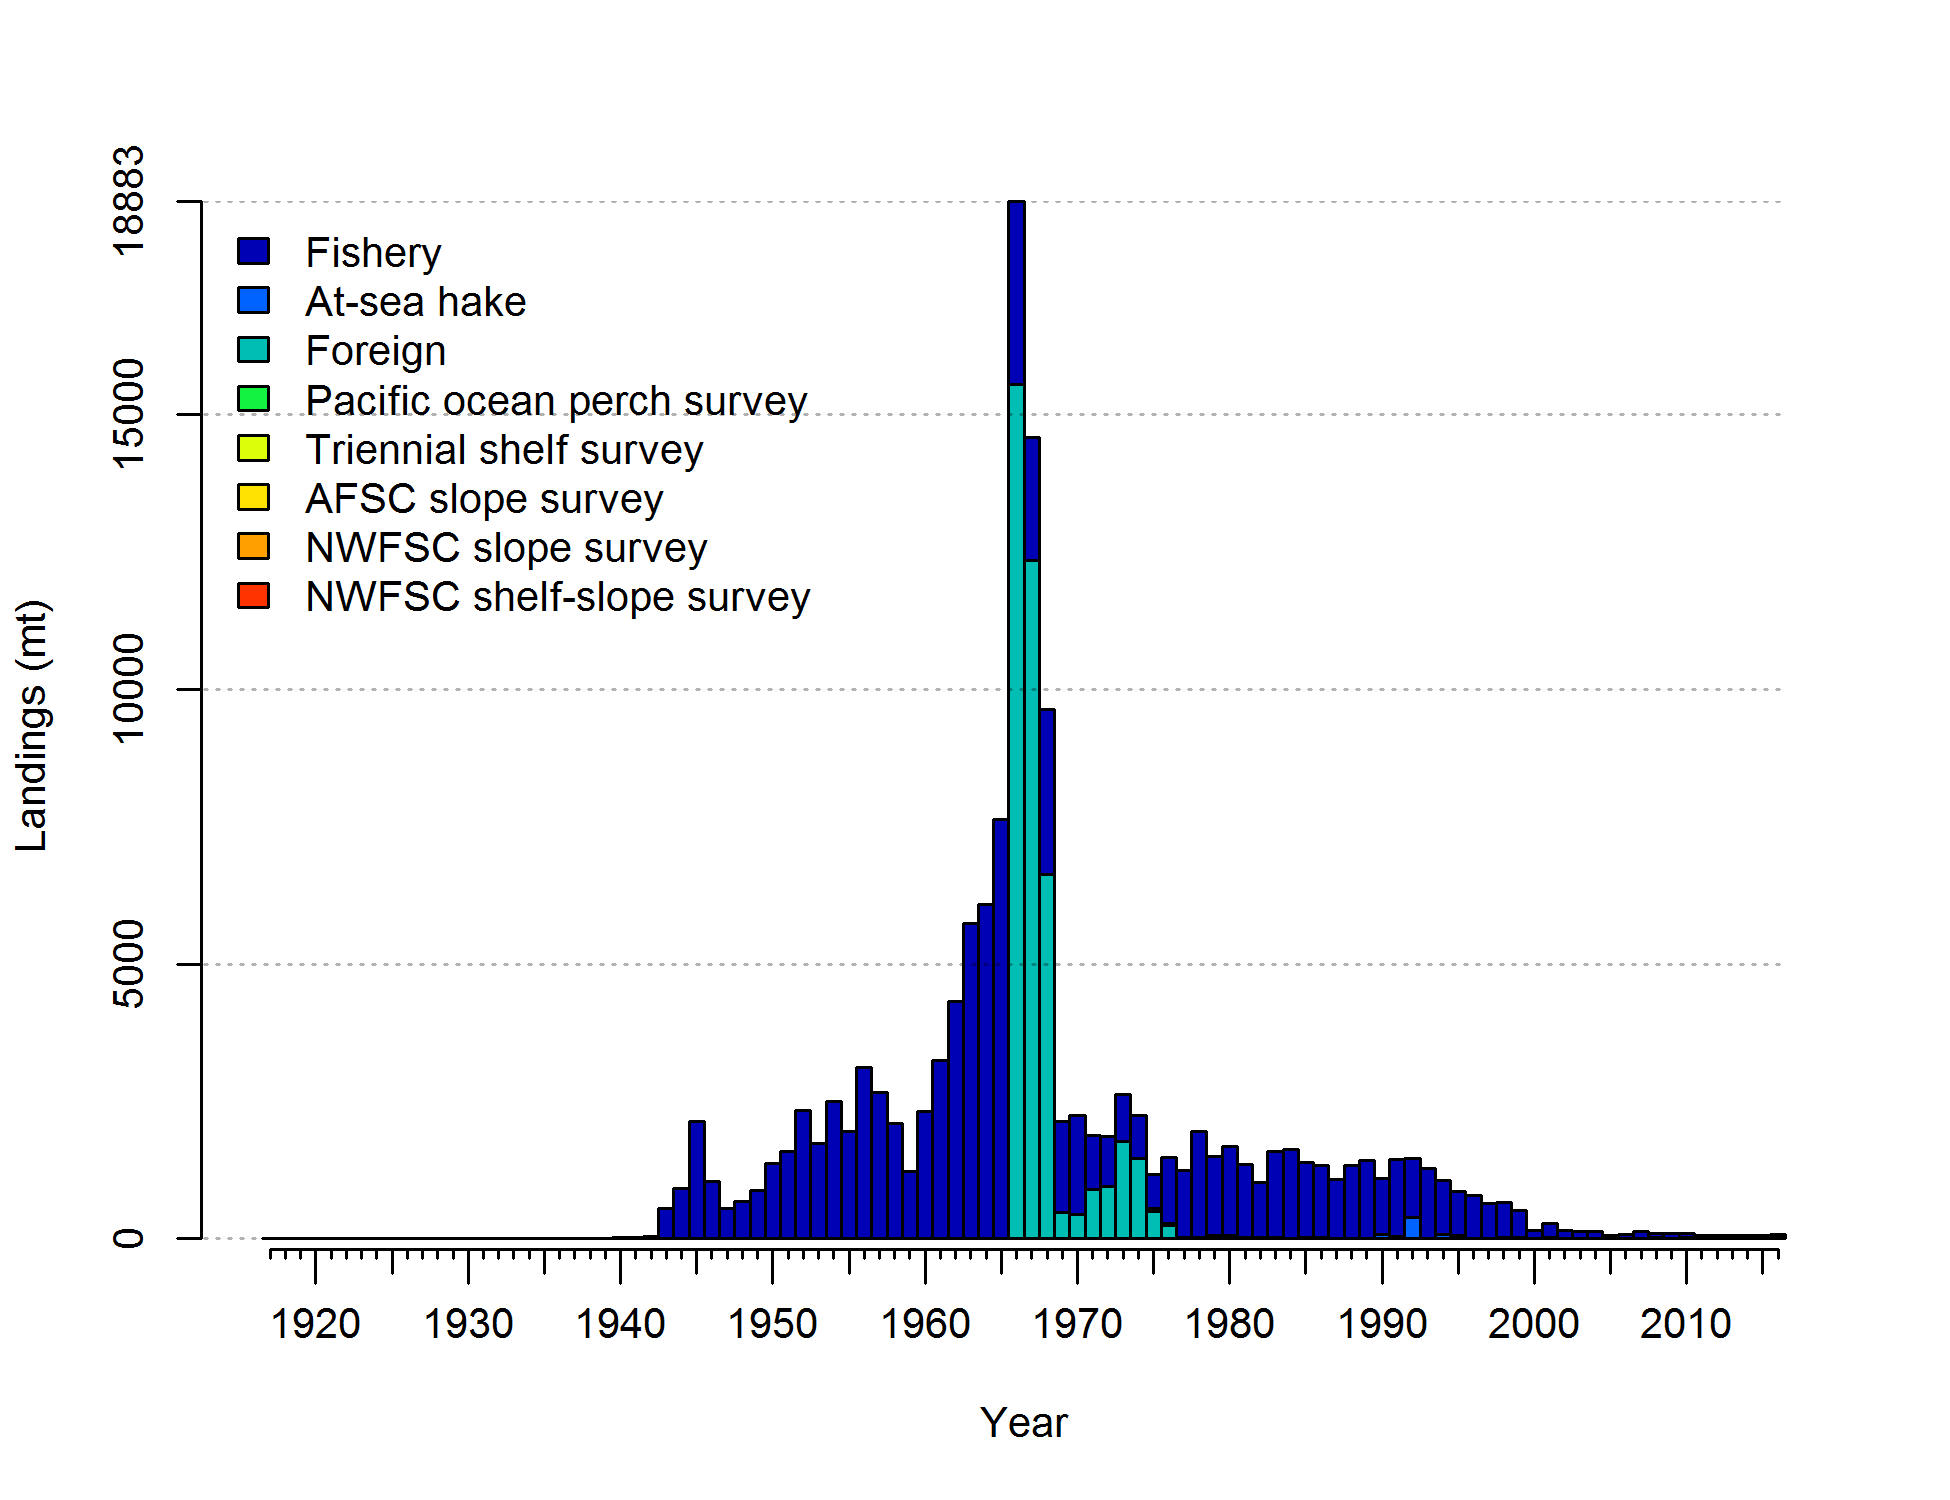 18883
15000
10000
5000
0
Landings (mt)
Fishery
At-sea hake
Foreign
Pacific ocean perch survey
Triennial shelf survey
AFSC slope survey
NWFSC slope survey
NWFSC shelf-slope survey
1920 1930 1940 1950 1960 1970 1980 1990 2000 2010
Year